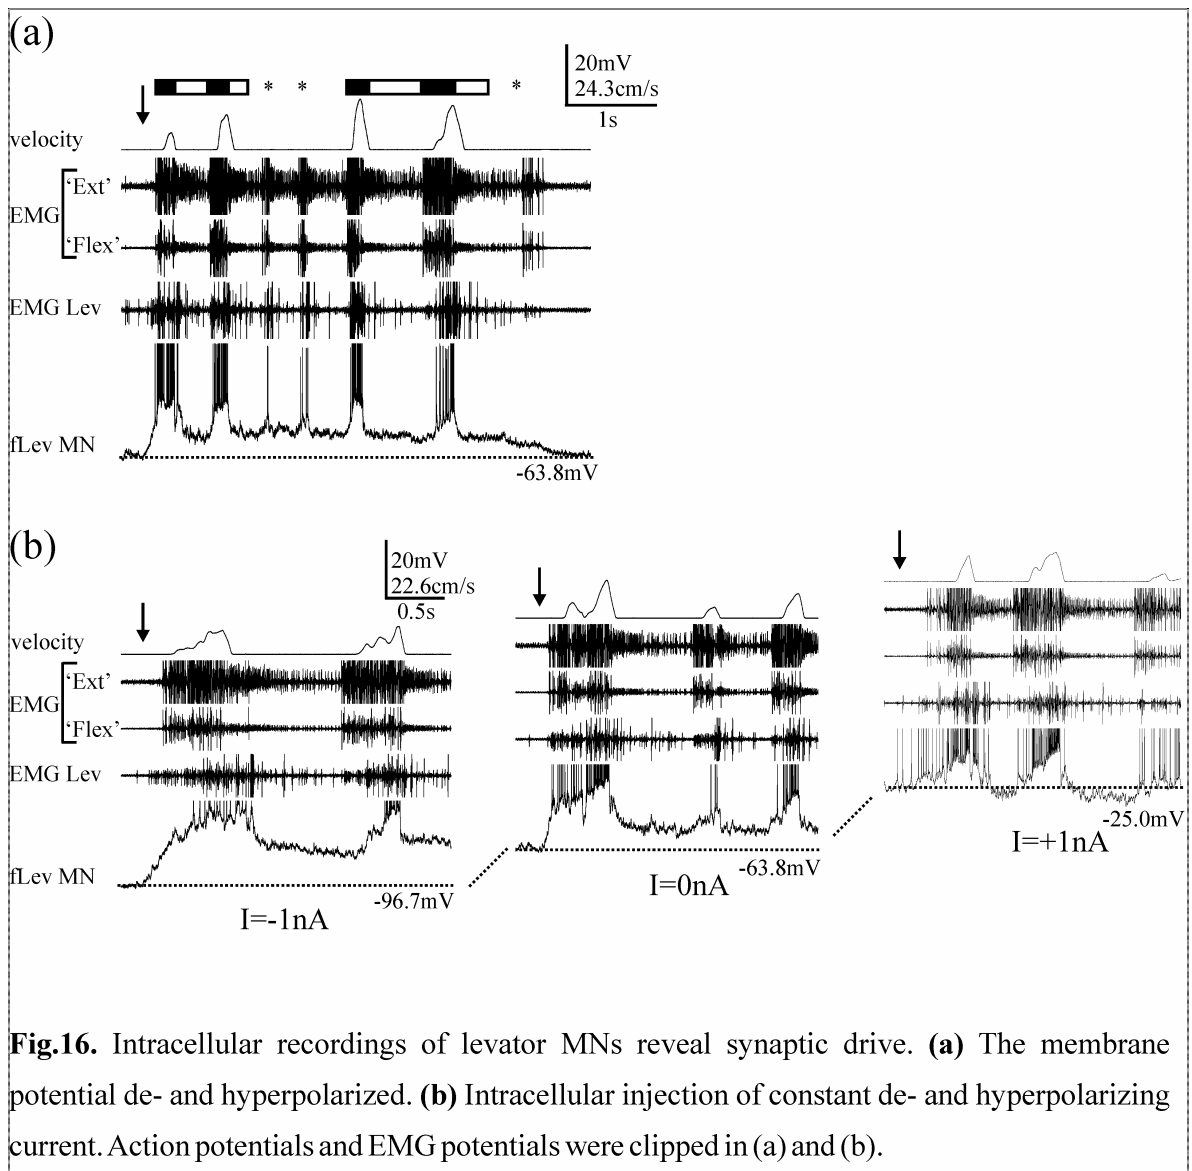 (a)
20mV
24.3cm/s
1s
* * *
velocity
'Ext'
EMG
'Flex'
EMG Lev
fLev MN
-63.8mV
(b)
20mV
22.6cm/s
0.5s
velocity
'Ext'
EMG
'Flex'
EMG Lev
fLev MN
-96.7mV
I=-1nA
-63.8mV
I=0nA
-25.0mV
I=+1nA
Fig.16. Intracellular recordings of levator MNs reveal synaptic drive. (a) The membrane
potential de- and hyperpolarized. (b) Intracellular injection of constant de- and hyperpolarizing
current. Action potentials and EMG potentials were clipped in (a) and (b).